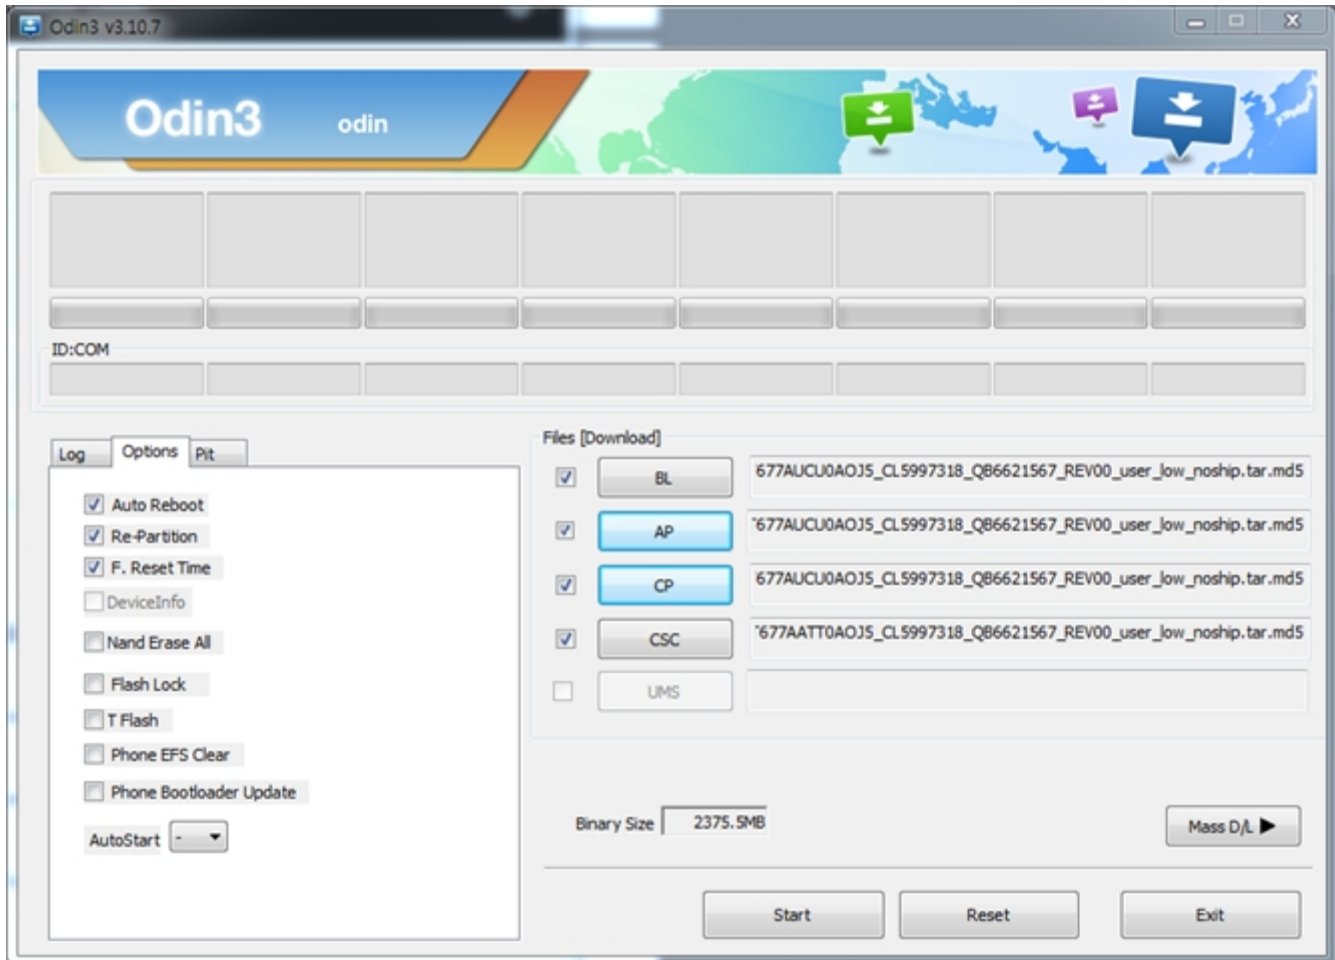 Odin3 v3.10.7
Odin3 odin
ID:COM
Log Options Pit
Auto Reboot
Re-Partition
F. Reset Time
DeviceInfo
Nand Erase All
Flash Lock
T Flash
Phone EFS Clear
Phone Bootloader Update
AutoStart -
Files [Download]
BL 677AUCU0AOJ5_CL5997318_QB6621567_REV00_user_low_noship.tar.md5
AP 677AUCU0AOJ5_CL5997318_QB6621567_REV00_user_low_noship.tar.md5
CP 677AUCU0AOJ5_CL5997318_QB6621567_REV00_user_low_noship.tar.md5
CSC 677AATT0AOJ5_CL5997318_QB6621567_REV00_user_low_noship.tar.md5
UMS
Binary Size 2375.5MB
Mass D/L
Start Reset Exit